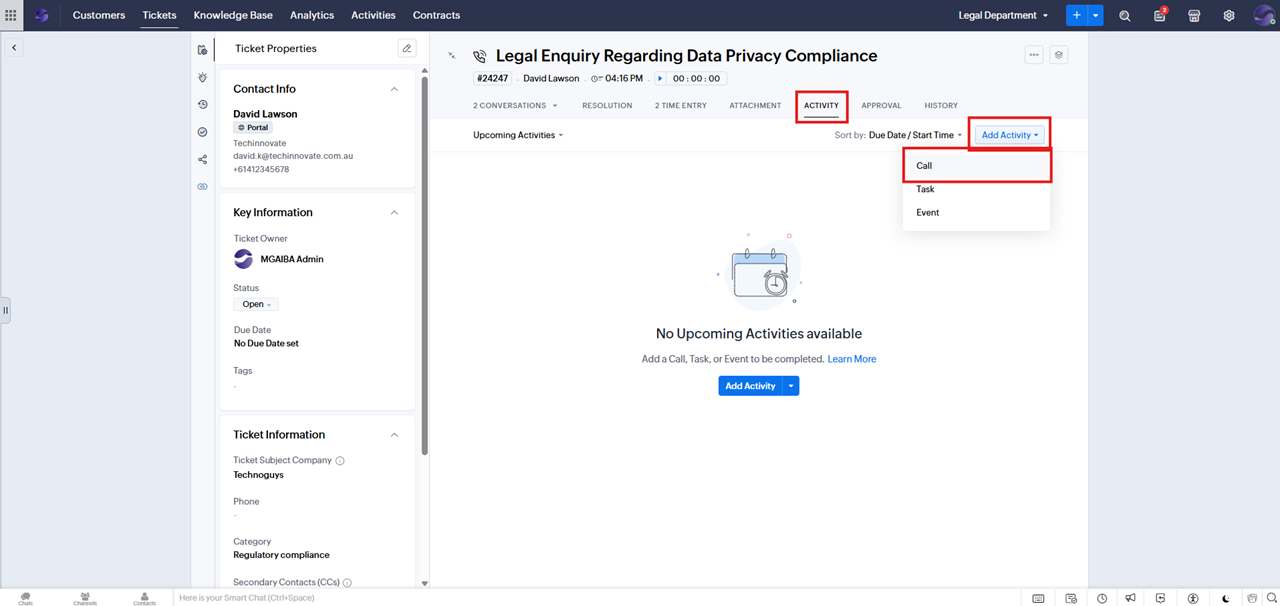 Customers Tickets Knowledge Base Analytics Activities Contracts Legal Department 2
Ticket Properties
Contact Info
David Lawson
Portal
Techinnovate
david.k@techinnovate.com.au
+61412345678
Key Information
Ticket Owner
MGAIBA Admin
Status
Open
Due Date
No Due Date set
Tags
-
Ticket Information
Ticket Subject Company
Technoguys
Phone
-
Category
Regulatory compliance
Secondary Contacts (CCs)
Legal Enquiry Regarding Data Privacy Compliance
#24247 David Lawson 04:16 PM 00 : 00 : 00
2 CONVERSATIONS RESOLUTION 2 TIME ENTRY ATTACHMENT ACTIVITY APPROVAL HISTORY
Upcoming Activities Sort by: Due Date / Start Time Add Activity
Call
Task
Event
No Upcoming Activities available
Add a Call, Task, or Event to be completed. Learn More
Add Activity
Chats Channels Contacts Here is your Smart Chat (Ctrl+Space)